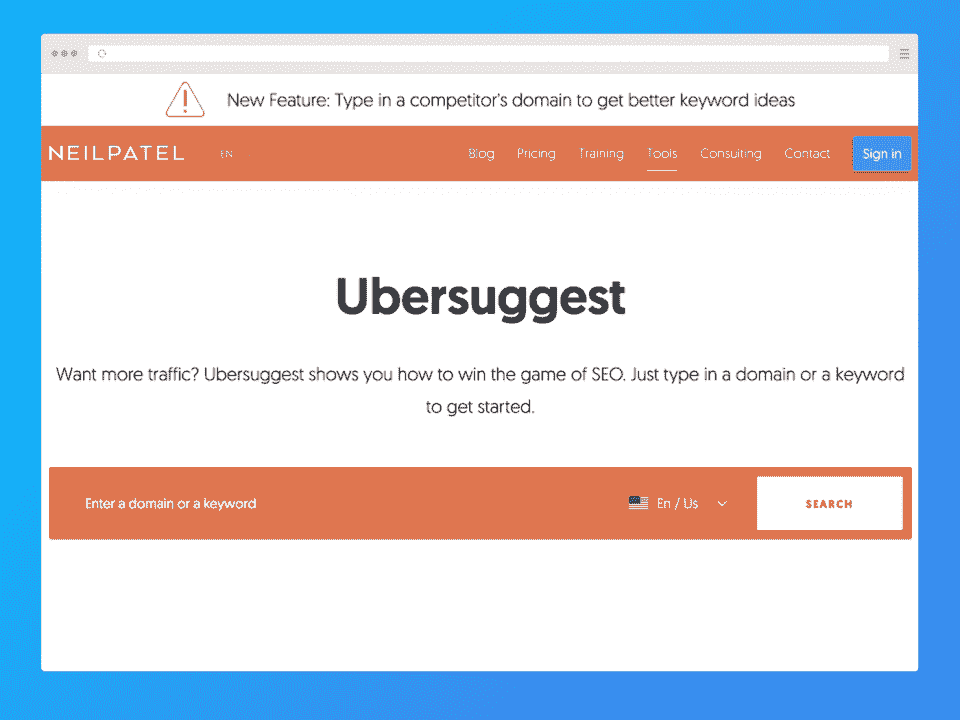 New Feature: Type in a competitor's domain to get better keyword ideas
NEILPATEL EN Blog Pricing Training Tools Consulting Contact Sign in
Ubersuggest
Want more traffic? Ubersuggest shows you how to win the game of SEO. Just type in a domain or a keyword
to get started.
Enter a domain or a keyword En / Us SEARCH